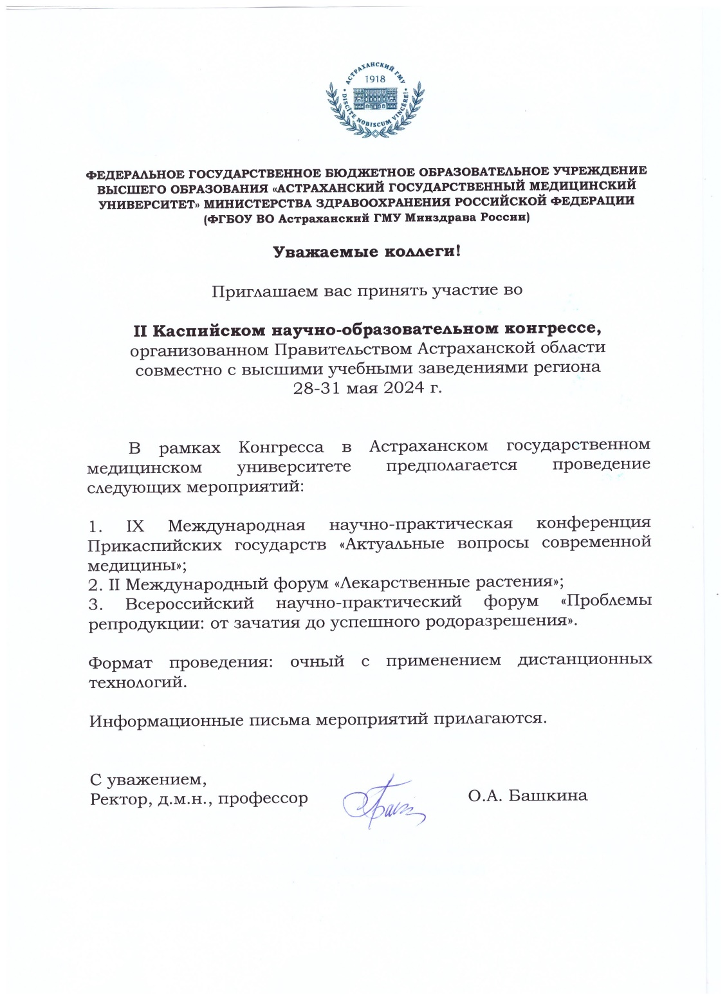 АСТРАХАНСКИЙ ГМУ
1918
DISCITE NOBISCUM VINCERE!
ФЕДЕРАЛЬНОЕ ГОСУДАРСТВЕННОЕ БЮДЖЕТНОЕ ОБРАЗОВАТЕЛЬНОЕ УЧРЕЖДЕНИЕ
ВЫСШЕГО ОБРАЗОВАНИЯ «АСТРАХАНСКИЙ ГОСУДАРСТВЕННЫЙ МЕДИЦИНСКИЙ
УНИВЕРСИТЕТ» МИНИСТЕРСТВА ЗДРАВООХРАНЕНИЯ РОССИЙСКОЙ ФЕДЕРАЦИИ
(ФГБОУ ВО Астраханский ГМУ Минздрава России)
Уважаемые коллеги!
Приглашаем вас принять участие во
II Каспийском научно-образовательном конгрессе,
организованном Правительством Астраханской области
совместно с высшими учебными заведениями региона
28-31 мая 2024 г.
В рамках Конгресса в Астраханском государственном
медицинском университете предполагается проведение
следующих мероприятий:
1. IX Международная научно-практическая конференция
Прикаспийских государств «Актуальные вопросы современной
медицины»;
2. II Международный форум «Лекарственные растения»;
3. Всероссийский научно-практический форум «Проблемы
репродукции: от зачатия до успешного родоразрешения».
Формат проведения: очный с применением дистанционных
технологий.
Информационные письма мероприятий прилагаются.
С уважением,
Ректор, д.м.н., профессор О.А. Башкина